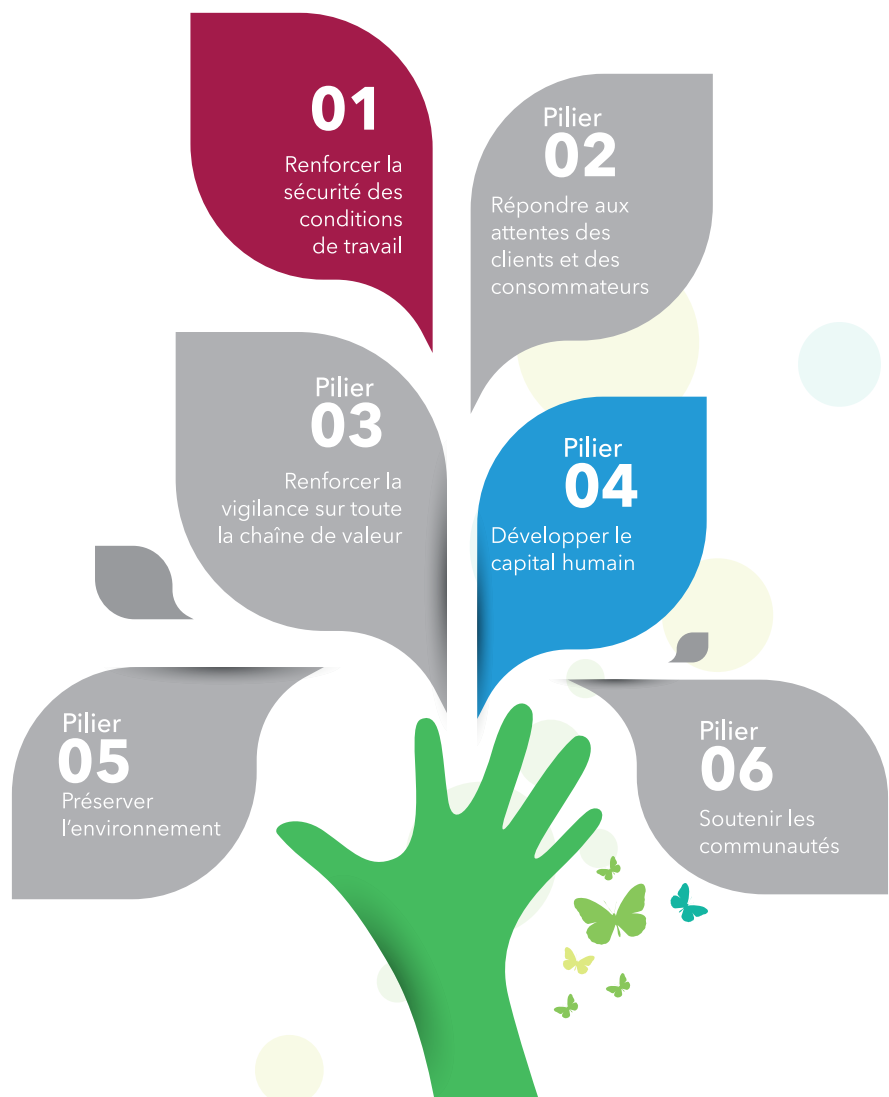 01
Renforcer la
sécurité des
conditions
de travail
Pilier
02
Répondre aux
attentes des
clients et des
consommateurs
Pilier
03
Renforcer la
vigilance sur toute
la chaîne de valeur
Pilier
04
Développer le
capital humain
Pilier
05
Préserver
l’environnement
Pilier
06
Soutenir les
communautés